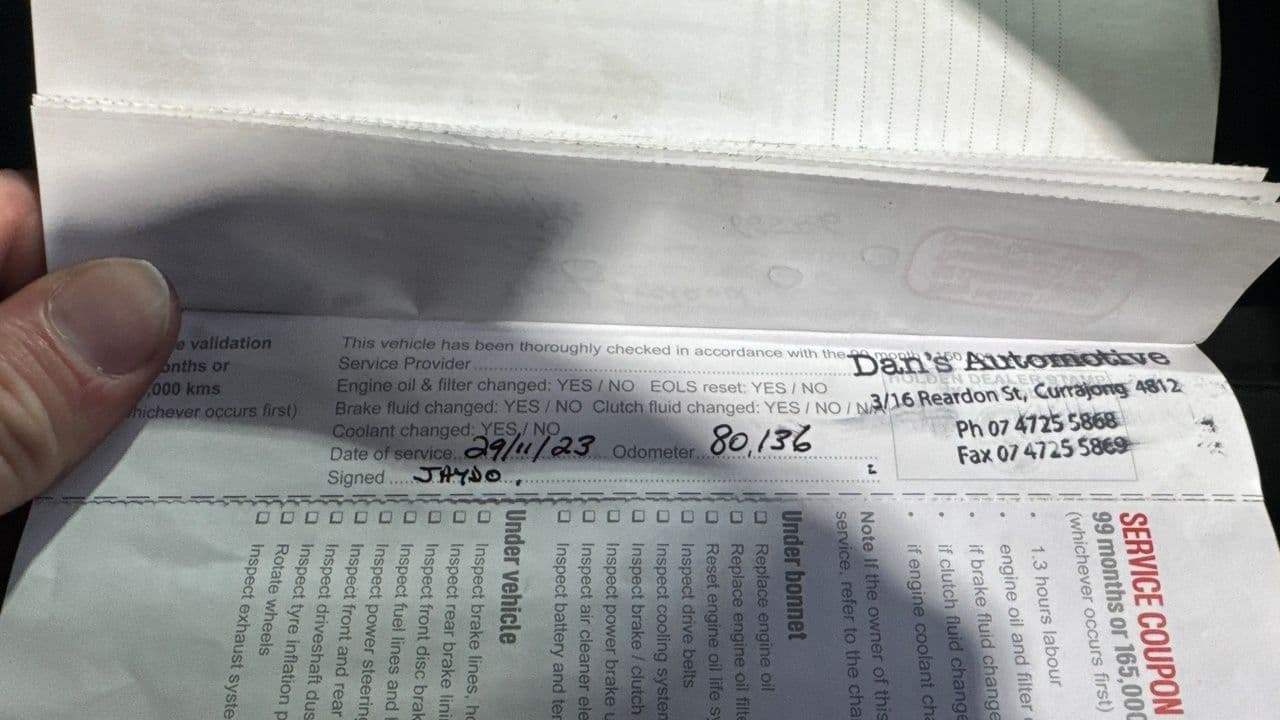 validation
This vehicle has been thoroughly checked in accordance with the
onths or
Service Provider
,000 kms
Engine oil & filter changed: YES / NO EOLS reset: YES / NO
hichever occurs first)
Brake fluid changed: YES / NO Clutch fluid changed: YES / NO / N/A
Coolant changed: YES / NO
Date of service 29/11/23 Odometer 80,136
Signed JAYDO.
Dan's Automotive
3/16 Reardon St, Currajong 4812
Ph 07 4725 5868
Fax 07 4725 5869
SERVICE COUPON
99 months or 165,000
(whichever occurs first)
• 1.3 hours labour
• engine oil and filter
• if brake fluid change
• if clutch fluid change
• if engine coolant cha
Note If the owner of this
service, refer to the cha
Under bonnet
Replace engine oil
Replace engine oil filte
Reset engine oil life sy
Inspect drive belts
Inspect cooling system
Inspect brake / clutch
Inspect power brake u
Inspect air cleaner ele
Inspect battery and ter
Under vehicle
Inspect brake lines, ho
Inspect rear brake lini
Inspect front disc brak
Inspect fuel lines and
Inspect power steering
Inspect front and rear
Inspect driveshaft dus
Inspect tyre inflation p
Rotate wheels
Inspect exhaust syste